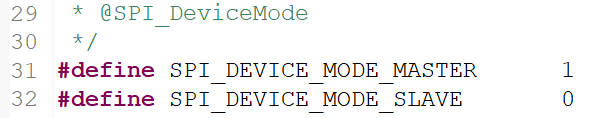 29 * @SPI_DeviceMode
30 */
31 #define SPI_DEVICE_MODE_MASTER 1
32 #define SPI_DEVICE_MODE_SLAVE 0